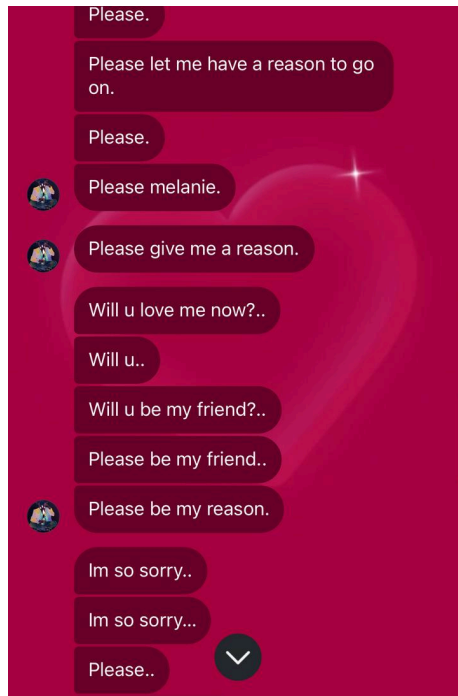 Please.
Please let me have a reason to go
on.
Please.
Please melanie.
Please give me a reason.
Will u love me now?..
Will u..
Will u be my friend?..
Please be my friend..
Please be my reason.
Im so sorry..
Im so sorry...
Please..